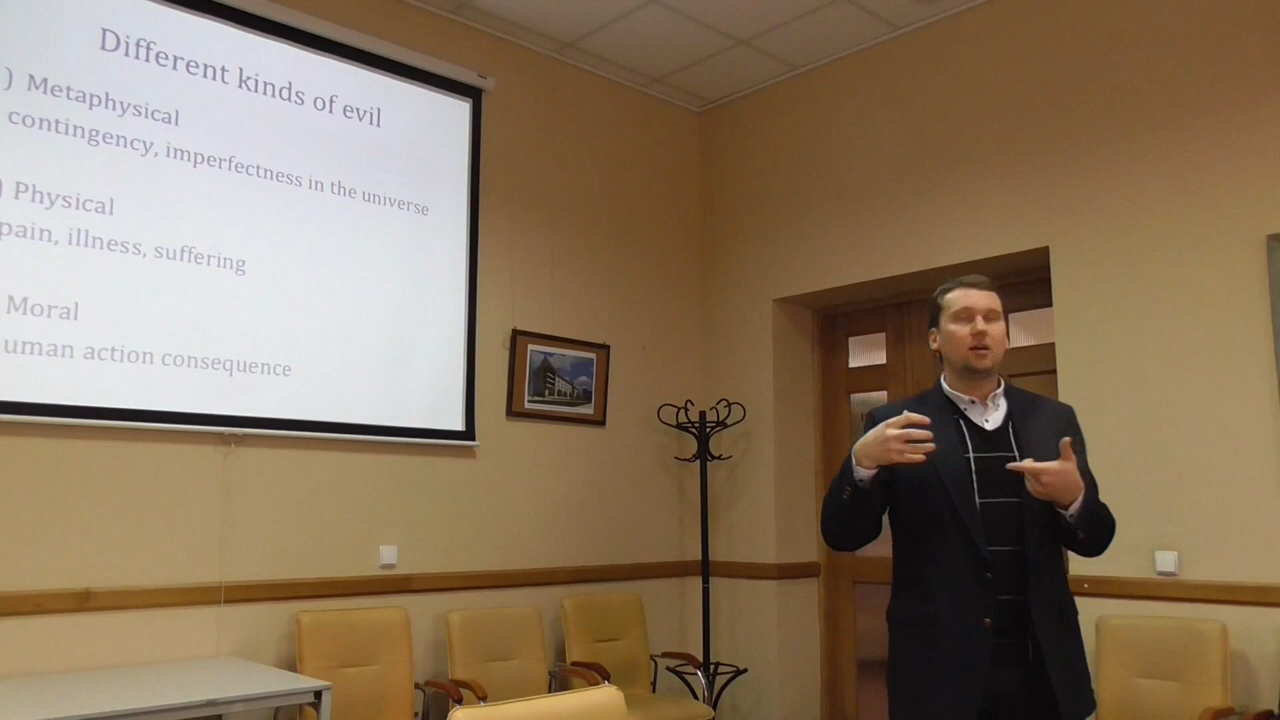 Different kinds of evil
) Metaphysical
contingency, imperfectness in the universe
) Physical
pain, illness, suffering
Moral
uman action consequence